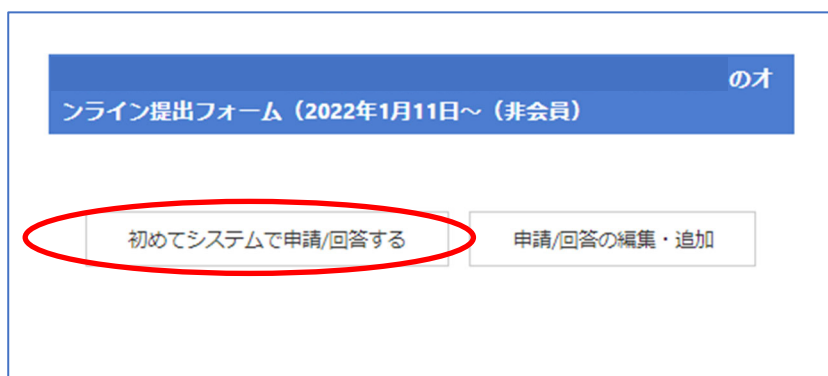 のオ
ンライン提出フォーム（2022年1月11日～（非会員）
初めてシステムで申請/回答する
申請/回答の編集・追加